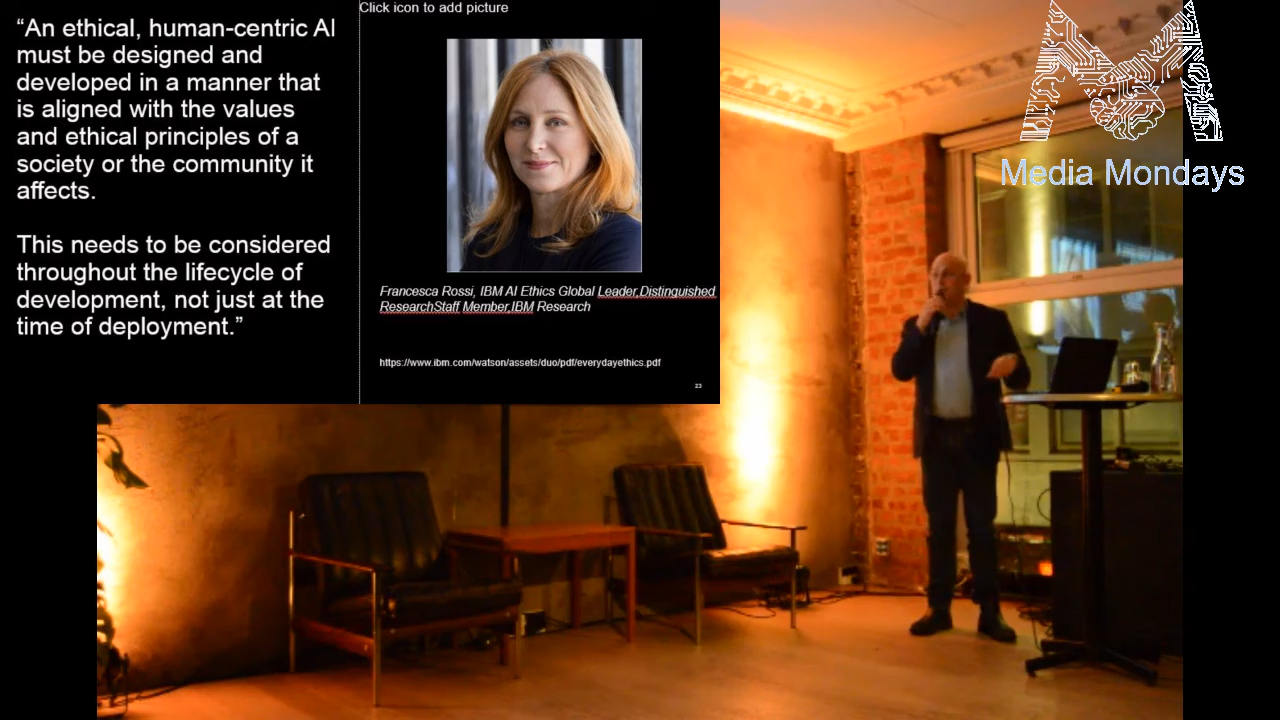 “An ethical, human-centric AI
must be designed and
developed in a manner that
is aligned with the values
and ethical principles of a
society or the community it
affects.
This needs to be considered
throughout the lifecycle of
development, not just at the
time of deployment.”
Click icon to add picture
Francesca Rossi, IBM AI Ethics Global Leader,Distinguished
ResearchStaff Member,IBM Research
https://www.ibm.com/watson/assets/duo/pdf/everydayethics.pdf
23
Media Mondays